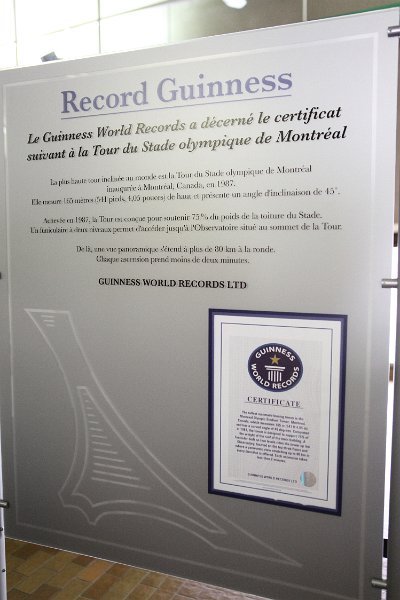 Record Guinness
Le Guinness World Records a décerné le certificat
suivant à la Tour du Stade olympique de Montréal
La plus haute tour inclinée au monde est la Tour du Stade olympique de Montréal
inaugurée à Montréal, Canada, en 1987.
Elle mesure 165 mètres (541 pieds, 4,05 pouces) de haut et présente un angle d'inclinaison de 45°.
Achevée en 1987, la Tour est conçue pour soutenir 75 % du poids de la toiture du Stade.
Un funiculaire à deux niveaux permet d'accéder jusqu'à l'Observatoire situé au sommet de la Tour.
De là, une vue panoramique s'étend à plus de 80 km à la ronde.
Chaque ascension prend moins de deux minutes.
GUINNESS WORLD RECORDS LTD
GUINNESS
WORLD RECORDS
CERTIFICATE
GUINNESS WORLD RECORDS LTD